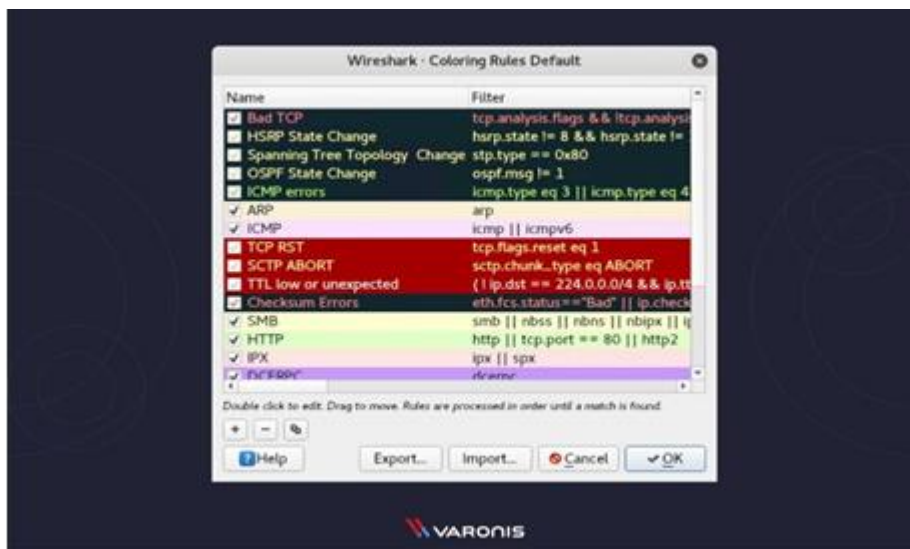 Wireshark · Coloring Rules Default
Name Filter
Bad TCP tcp.analysis.flags && !tcp.analysis
HSRP State Change hsrp.state != 8 && hsrp.state !=
Spanning Tree Topology Change stp.type == 0x80
OSPF State Change ospf.msg != 1
ICMP errors icmp.type eq 3 || icmp.type eq 4
ARP arp
ICMP icmp || icmpv6
TCP RST tcp.flags.reset eq 1
SCTP ABORT sctp.chunk_type eq ABORT
TTL low or unexpected ( ! ip.dst == 224.0.0.0/4 && ip.tt
Checksum Errors eth.fcs.status=="Bad" || ip.check
SMB smb || nbss || nbns || nbipx || ip
HTTP http || tcp.port == 80 || http2
IPX ipx || spx
DCERPC dcerpc
Double click to edit. Drag to move. Rules are processed in order until a match is found.
+ −
?Help Export... Import... Cancel OK
VARONIS